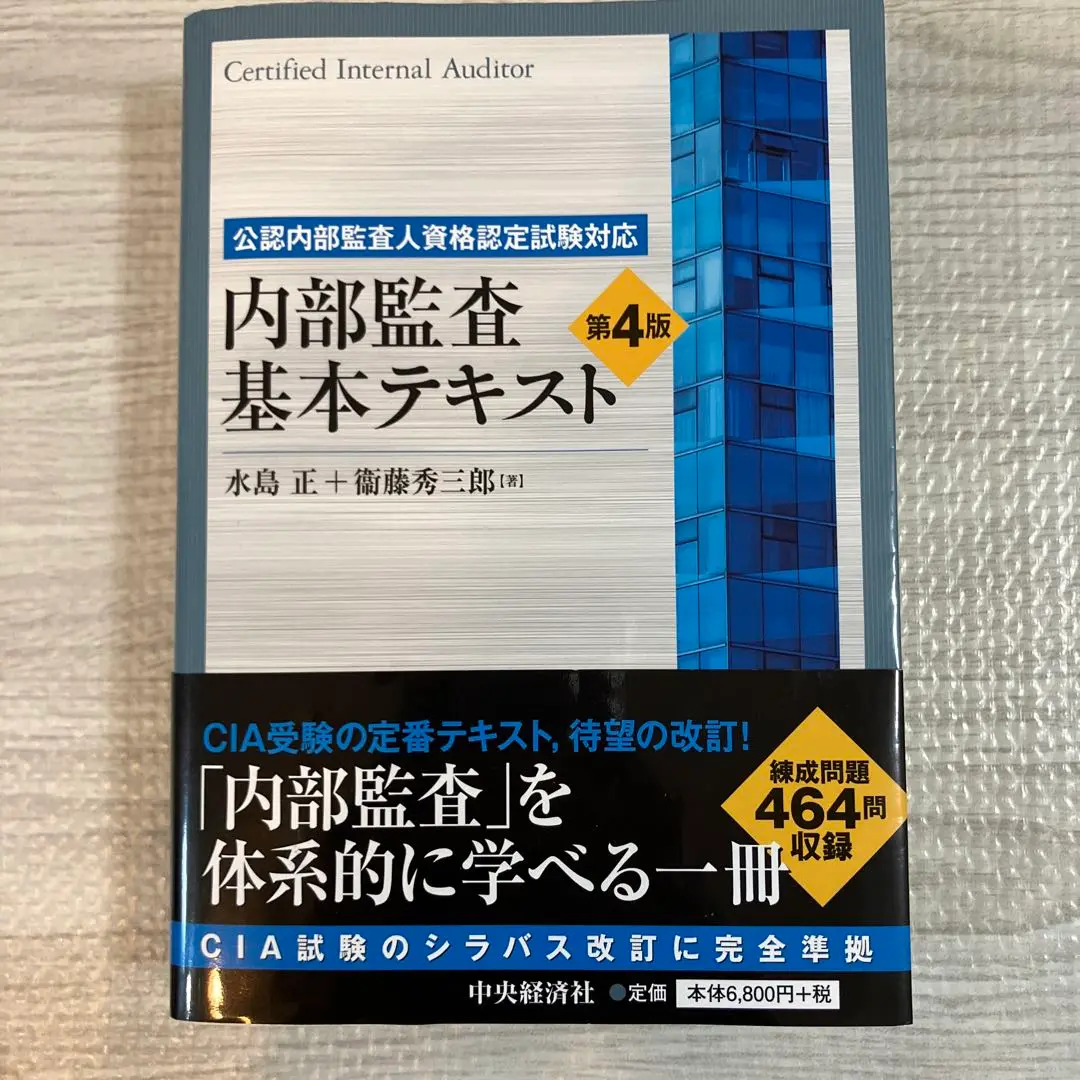 Certified Internal Auditor
公認内部監査人資格認定試験対応
内部監査
基本テキスト
第4版
水島 正+衞藤秀三郎【著】
CIA受験の定番テキスト,待望の改訂!
「内部監査」を
体系的に学べる一冊
練成問題
464問
収録
CIA試験のシラバス改訂に完全準拠
中央経済社 ●定価 本体6,800円+税